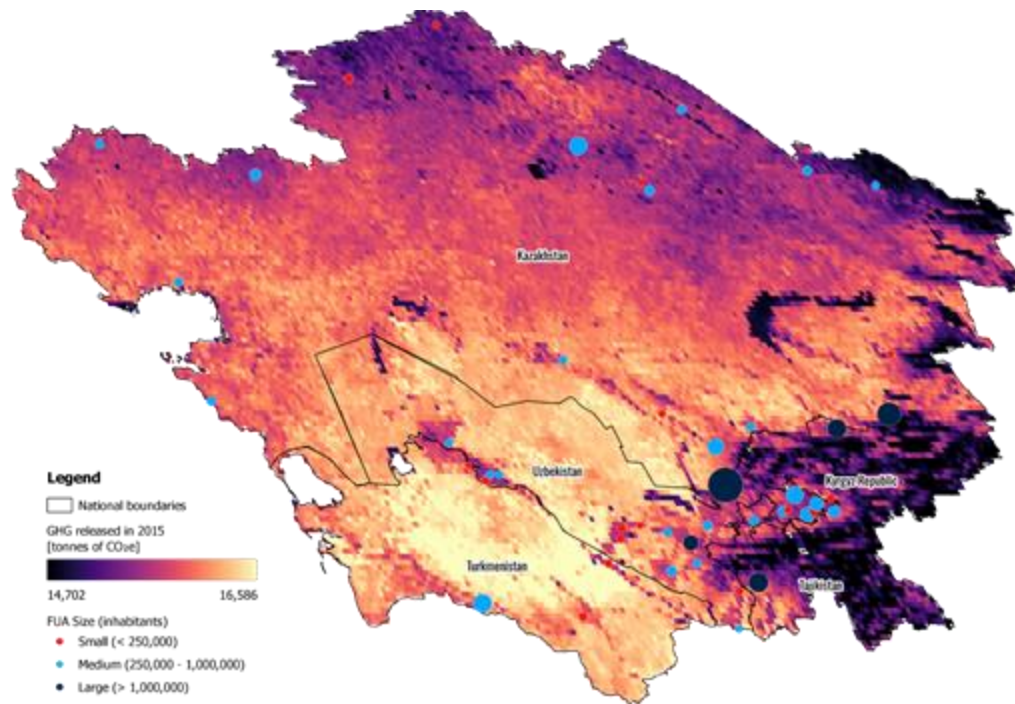 Kazakhstan
Uzbekistan
Kyrgyz Republic
Turkmenistan
Tajikistan
Legend
National boundaries
GHG released in 2015
[tonnes of CO₂e]
14,702 16,586
FUA Size (inhabitants)
Small (< 250,000)
Medium (250,000 - 1,000,000)
Large (> 1,000,000)